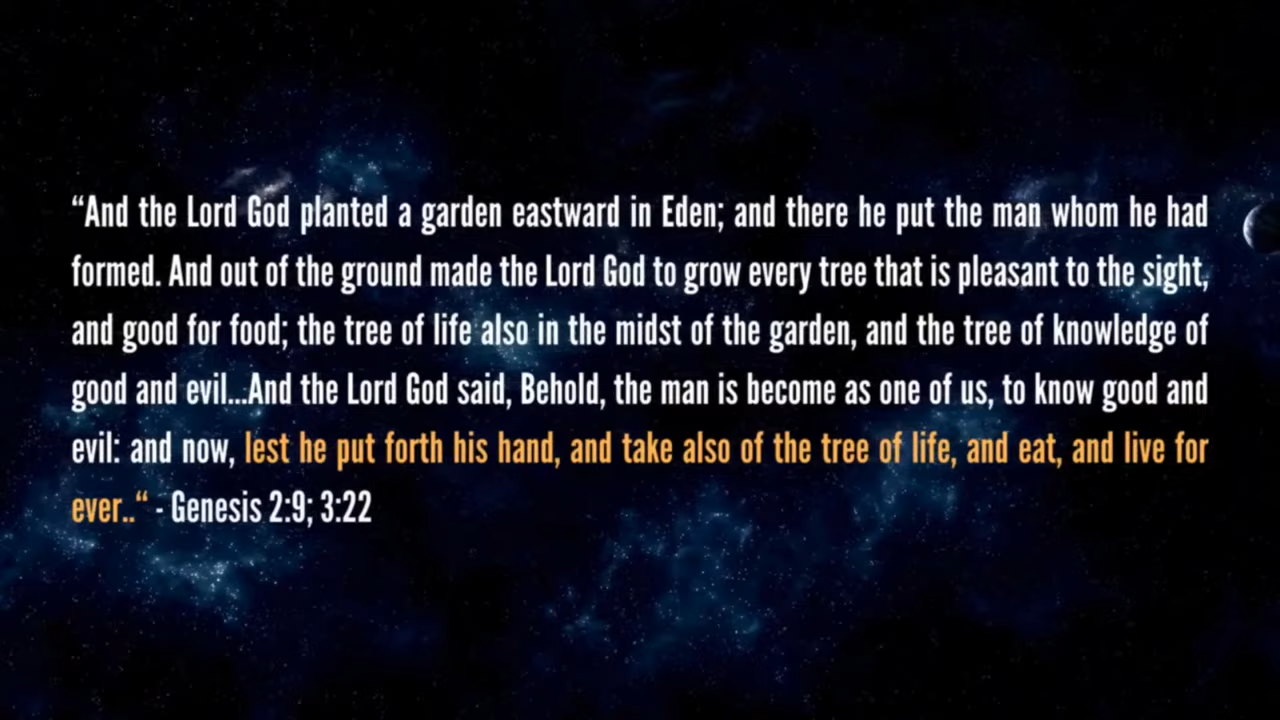 “And the Lord God planted a garden eastward in Eden; and there he put the man whom he had
formed. And out of the ground made the Lord God to grow every tree that is pleasant to the sight,
and good for food; the tree of life also in the midst of the garden, and the tree of knowledge of
good and evil...And the Lord God said, Behold, the man is become as one of us, to know good and
evil: and now, lest he put forth his hand, and take also of the tree of life, and eat, and live for
ever..“ - Genesis 2:9; 3:22